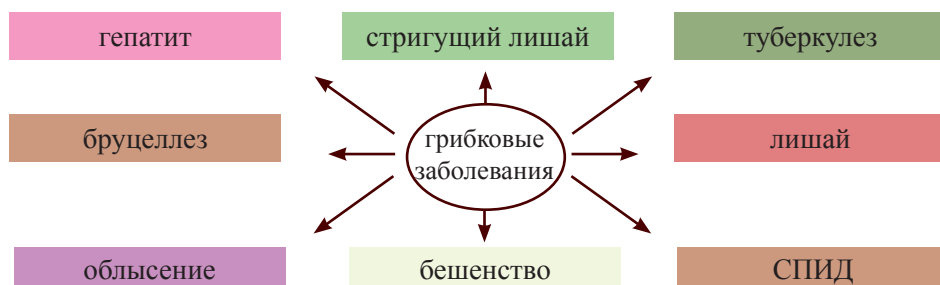 гепатит
стригущий лишай
туберкулез
бруцеллез
грибковые
заболевания
лишай
облысение
бешенство
СПИД